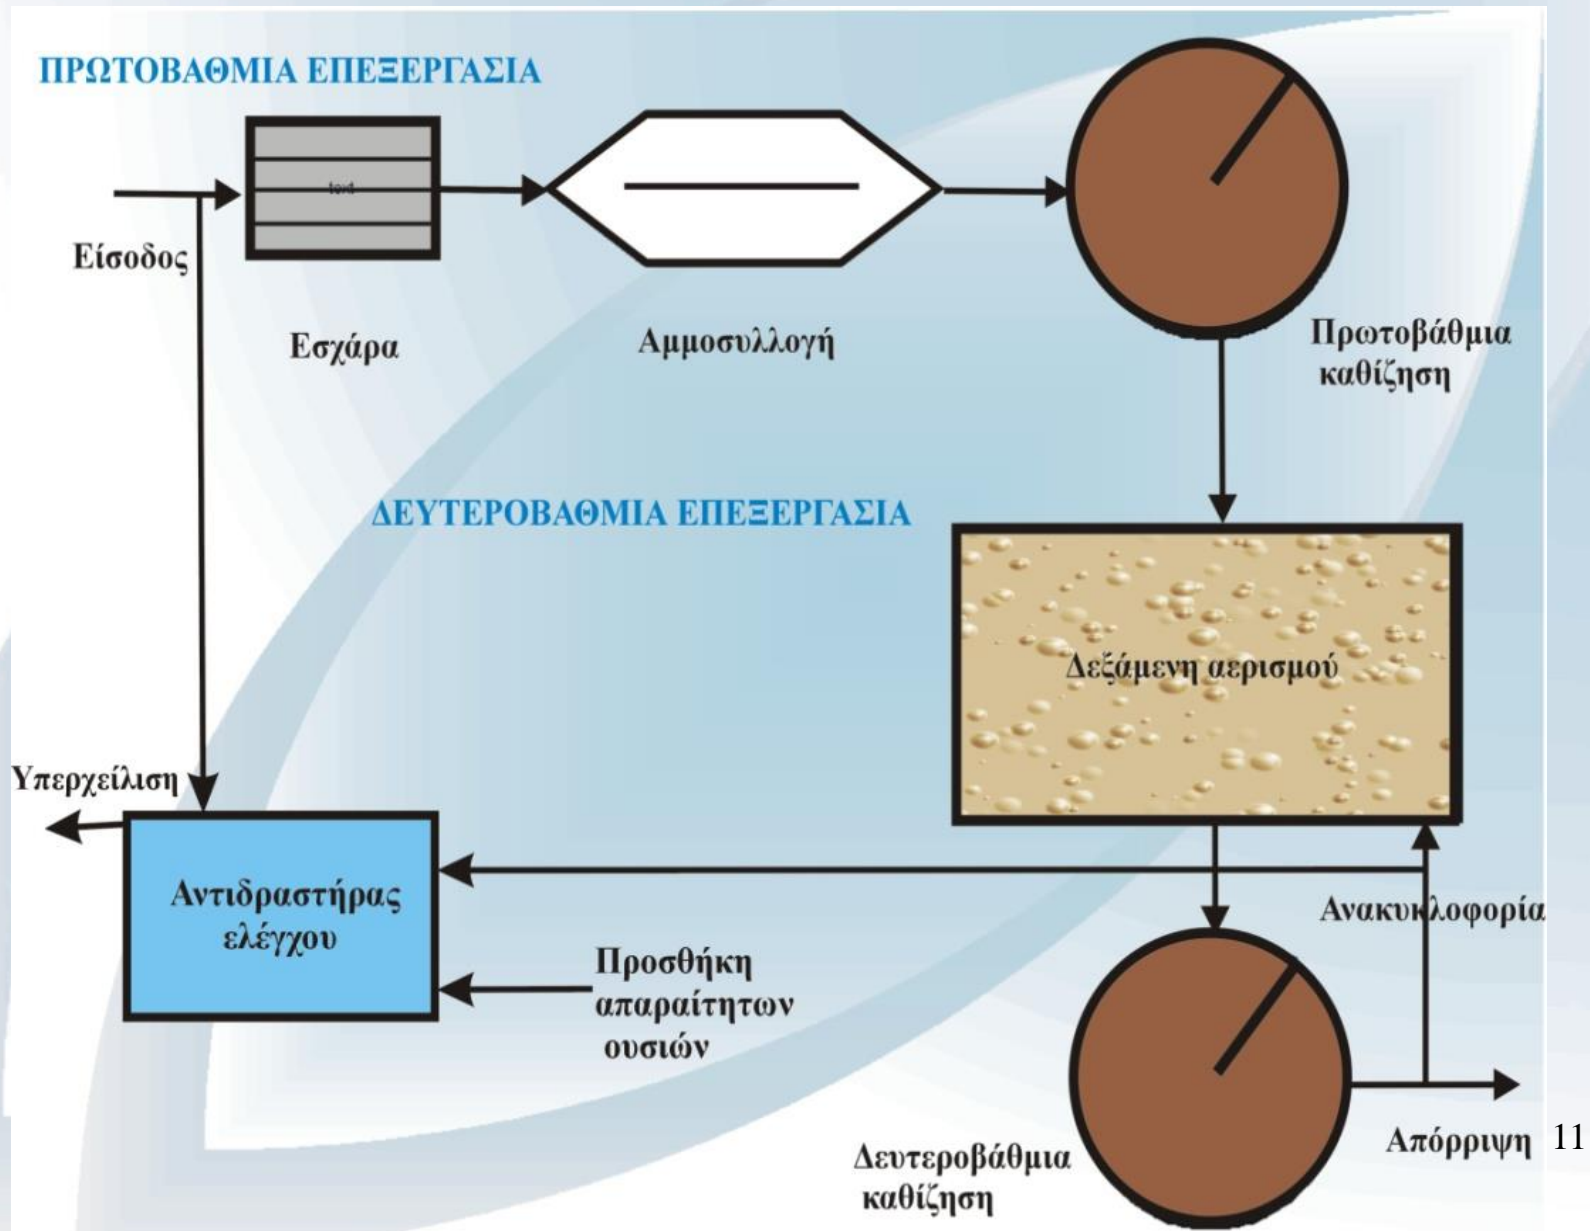 ΠΡΩΤΟΒΑΘΜΙΑ ΕΠΕΞΕΡΓΑΣΙΑ
text
Είσοδος
Εσχάρα
Αμμοσυλλογή
Πρωτοβάθμια
καθίζηση
ΔΕΥΤΕΡΟΒΑΘΜΙΑ ΕΠΕΞΕΡΓΑΣΙΑ
Δεξάμενη αερισμού
Υπερχείλιση
Αντιδραστήρας
ελέγχου
Ανακυκλοφορία
Προσθήκη
απαραίτητων
ουσιών
Απόρριψη
11
Δευτεροβάθμια
καθίζηση